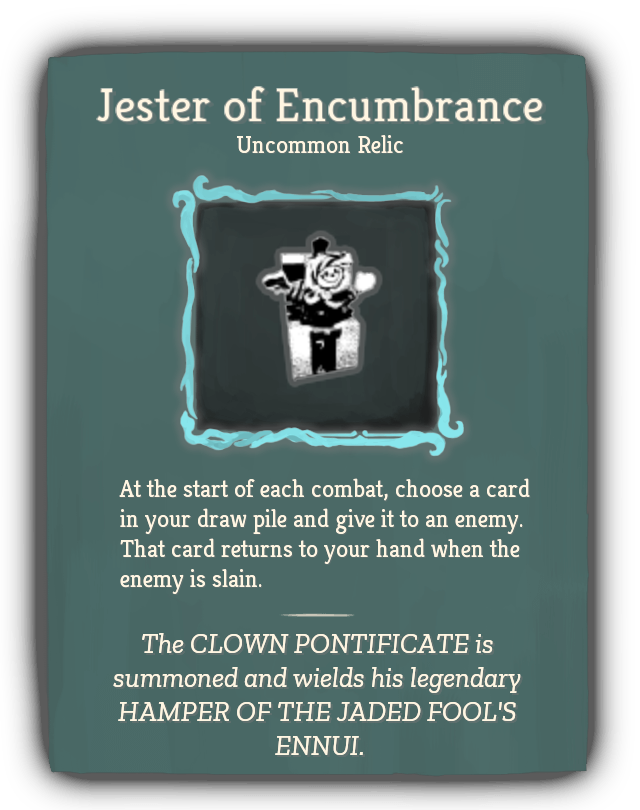 Jester of Encumbrance
Uncommon Relic
At the start of each combat, choose a card
in your draw pile and give it to an enemy.
That card returns to your hand when the
enemy is slain.
The CLOWN PONTIFICATE is
summoned and wields his legendary
HAMPER OF THE JADED FOOL'S
ENNUI.